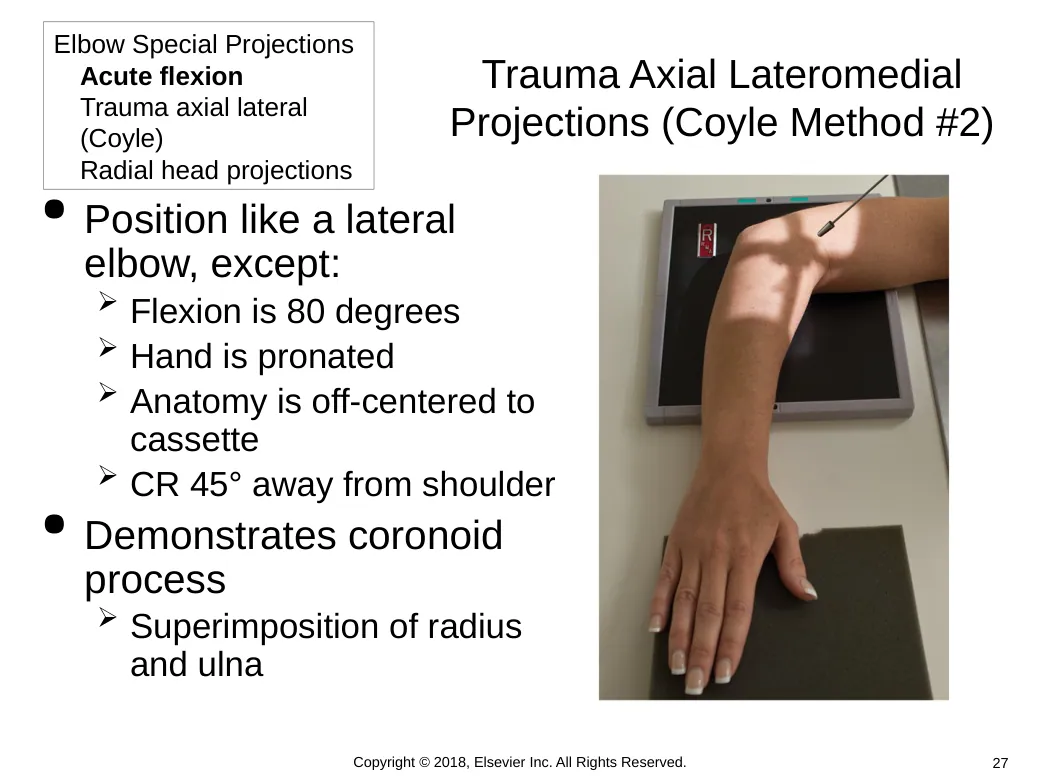 Elbow Special Projections
Acute flexion
Trauma axial lateral
(Coyle)
Radial head projections
Trauma Axial Lateromedial
Projections (Coyle Method #2)
• Position like a lateral
elbow, except:
➢ Flexion is 80 degrees
➢ Hand is pronated
➢ Anatomy is off-centered to
cassette
➢ CR 45° away from shoulder
• Demonstrates coronoid
process
➢ Superimposition of radius
and ulna
R
Copyright © 2018, Elsevier Inc. All Rights Reserved.
27